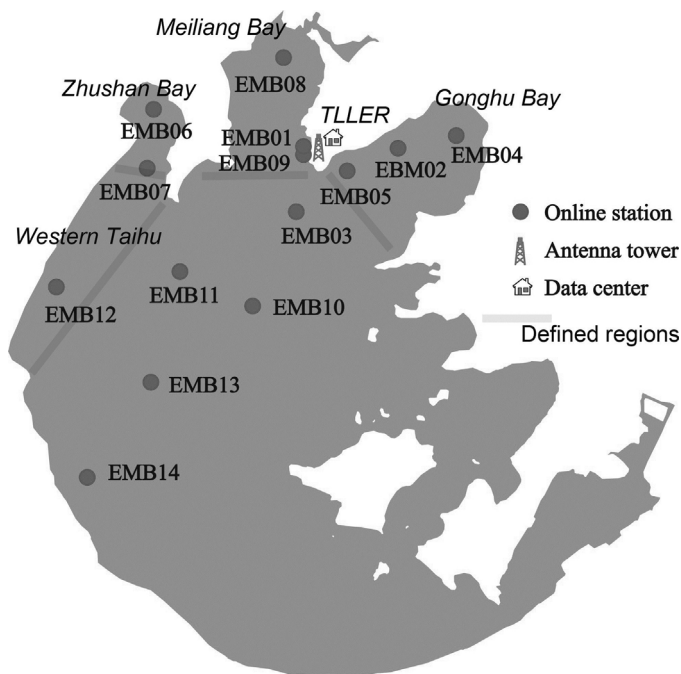 Meiliang Bay
EMB08
Zhushan Bay
EMB06
TLLER
Gonghu Bay
EMB01
EMB09
EBM02
EMB04
EMB07
EMB05
EMB03
Online station
Western Taihu
Antenna tower
EMB11
EMB12
EMB10
Data center
Defined regions
EMB13
EMB14